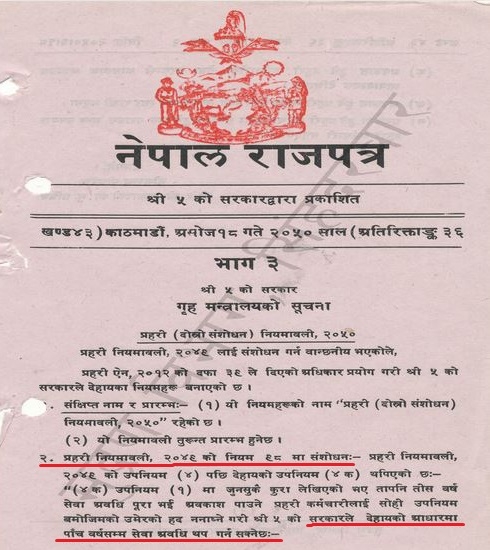 नेपाल राजपत्र
श्री ५ को सरकारद्वारा प्रकाशित
खण्ड ४३) काठमाडौं, असोज १८ गते २०५० साल (अतिरिक्ताङ्क ३६
भाग ३
श्री ५ को सरकार
गृह मन्त्रालयको सूचना
प्रहरी (दोस्रो संशोधन) नियमावली, २०५०
प्रहरी नियमावली, २०४९ लाई संशोधन गर्न वाञ्छनीय भएकोले,
प्रहरी ऐन, २०१२ को दफा ३९ ले दिएको अधिकार प्रयोग गरी श्री ५ को
सरकारले देहायका नियमहरू बनाएको छ ।
१. संक्षिप्त नाम र प्रारम्भः- (१) यी नियमहरूको नाम "प्रहरी (दोस्रो संशोधन)
नियमावली, २०५०" रहेको छ ।
(२) यो नियमावली तुरून्त प्रारम्भ हुनेछ ।
२. प्रहरी नियमावली, २०४९ को नियम ९८ मा संशोधनः- प्रहरी नियमावली,
२०४९ को उपनियम (४) पछि देहायको उपनियम (४ क) थपिएको छः-
"(४ क) उपनियम (१) मा जुनसुकै कुरा लेखिएको भए तापनि तीस वर्ष
सेवा अवधि पूरा भई अवकाश पाउने प्रहरी कर्मचारीलाई सोही उपनियम
बमोजिमको उमेरको हद ननाघ्ने गरी श्री ५ को सरकारले देहायको आधारमा
पाँच वर्षसम्म सेवा अवधि थप गर्न सक्नेछः-